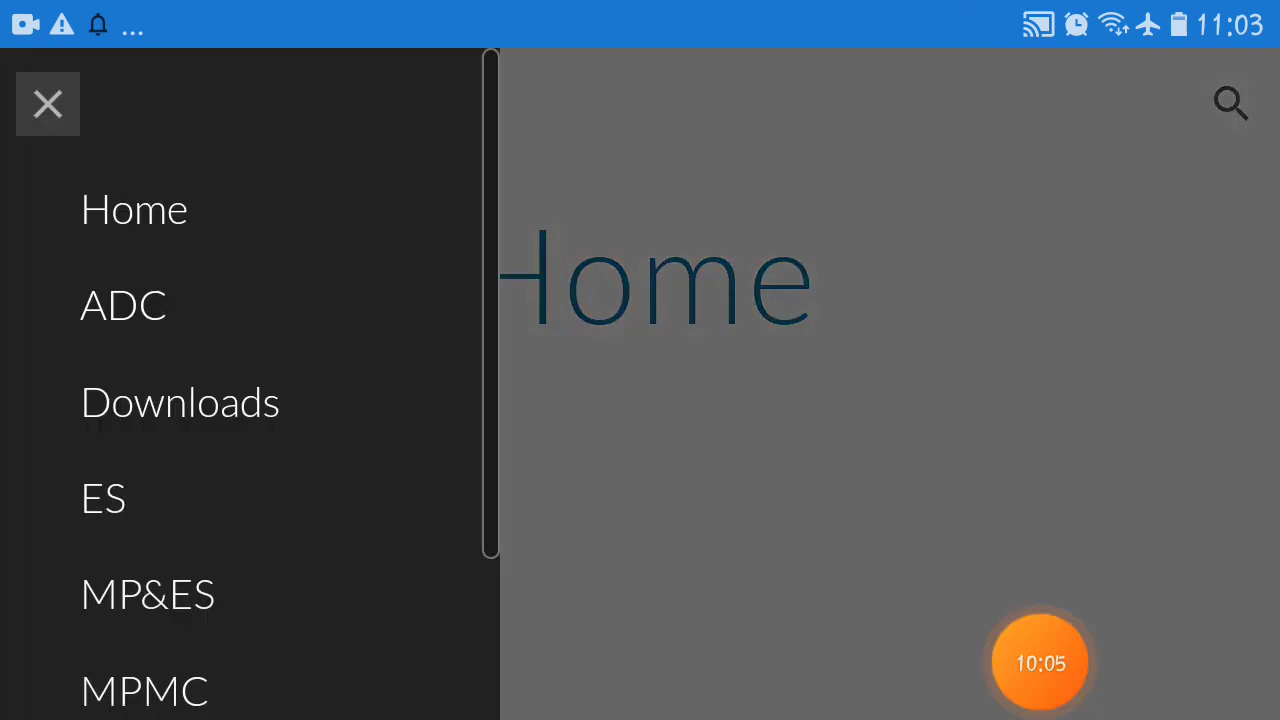 ... 11:03
Home
Home
ADC
Downloads
ES
MP&ES
MPMC
10:05